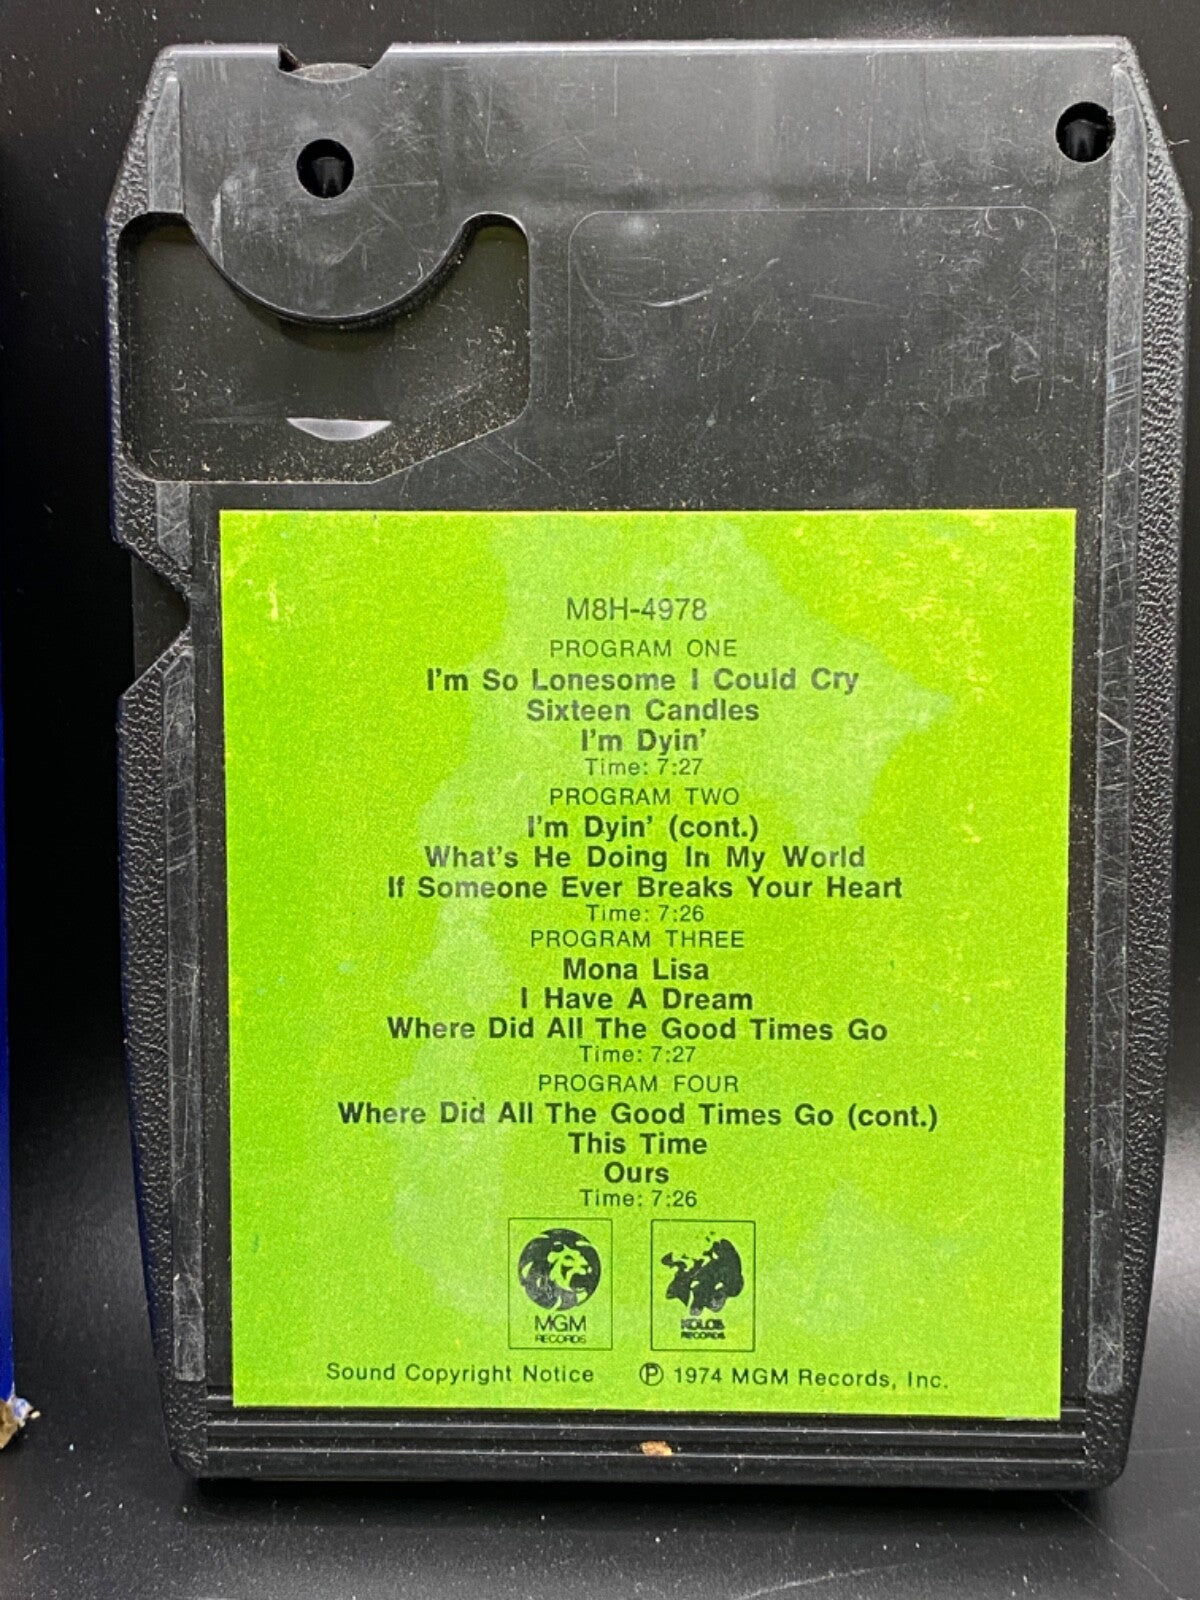 M8H-4978
PROGRAM ONE
I'm So Lonesome I Could Cry
Sixteen Candles
I'm Dyin'
Time: 7:27
PROGRAM TWO
I'm Dyin' (cont.)
What's He Doing In My World
If Someone Ever Breaks Your Heart
Time: 7:26
PROGRAM THREE
Mona Lisa
I Have A Dream
Where Did All The Good Times Go
Time: 7:27
PROGRAM FOUR
Where Did All The Good Times Go (cont.)
This Time
Ours
Time: 7:26
MGM
RECORDS
KOLOB
RECORDS
Sound Copyright Notice ℗ 1974 MGM Records, Inc.